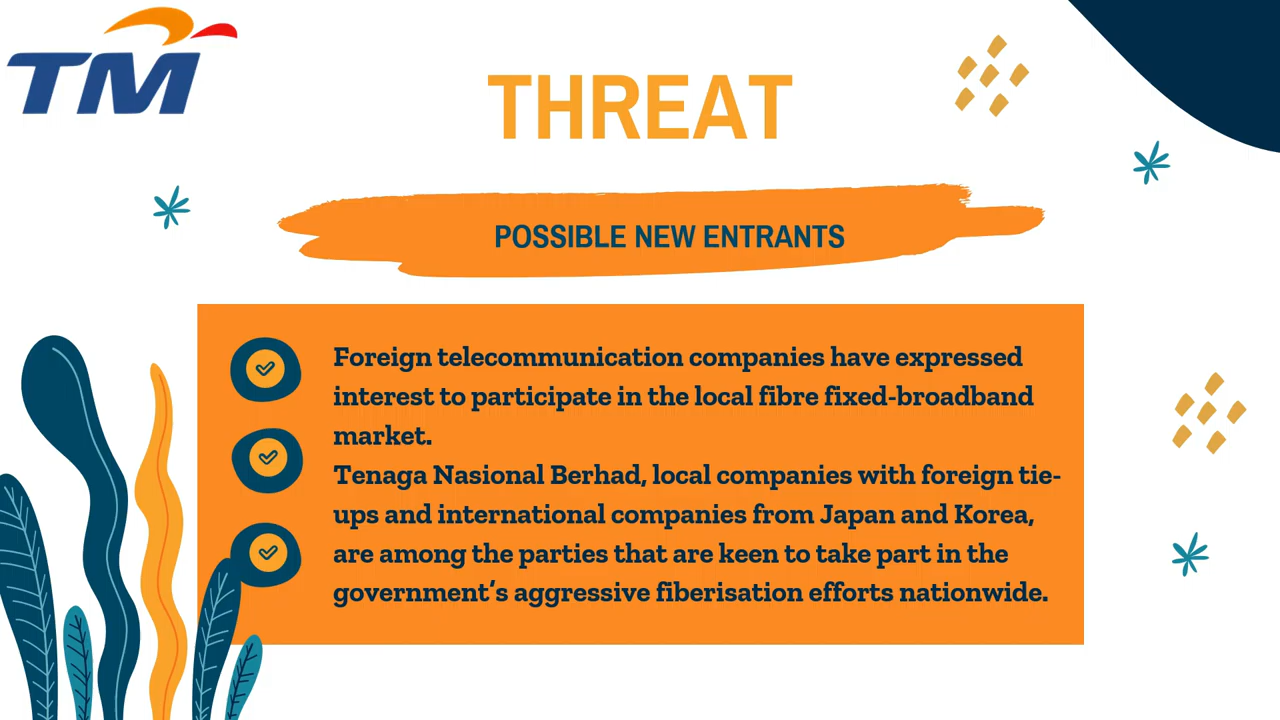 TM
THREAT
POSSIBLE NEW ENTRANTS
Foreign telecommunication companies have expressed
interest to participate in the local fibre fixed-broadband
market.
Tenaga Nasional Berhad, local companies with foreign tie-
ups and international companies from Japan and Korea,
are among the parties that are keen to take part in the
government's aggressive fiberisation efforts nationwide.